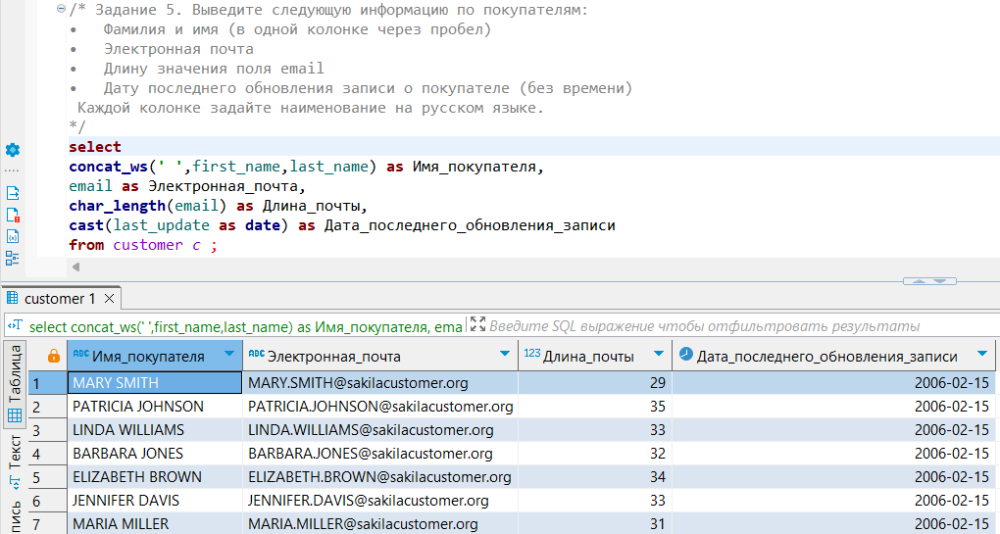 /* Задание 5. Выведите следующую информацию по покупателям:
• Фамилия и имя (в одной колонке через пробел)
• Электронная почта
• Длину значения поля email
• Дату последнего обновления записи о покупателе (без времени)
Каждой колонке задайте наименование на русском языке.
*/
select
concat_ws(' ',first_name,last_name) as Имя_покупателя,
email as Электронная_почта,
char_length(email) as Длина_почты,
cast(last_update as date) as Дата_последнего_обновления_записи
from customer c ;
customer 1
select concat_ws(' ',first_name,last_name) as Имя_покупателя, ema
Введите SQL выражение чтобы отфильтровать результаты
Таблица
Текст
пись
ABC Имя_покупателя ABC Электронная_почта 123 Длина_почты Дата_последнего_обновления_записи
1 MARY SMITH MARY.SMITH@sakilacustomer.org 29 2006-02-15
2 PATRICIA JOHNSON PATRICIA.JOHNSON@sakilacustomer.org 35 2006-02-15
3 LINDA WILLIAMS LINDA.WILLIAMS@sakilacustomer.org 33 2006-02-15
4 BARBARA JONES BARBARA.JONES@sakilacustomer.org 32 2006-02-15
5 ELIZABETH BROWN ELIZABETH.BROWN@sakilacustomer.org 34 2006-02-15
6 JENNIFER DAVIS JENNIFER.DAVIS@sakilacustomer.org 33 2006-02-15
7 MARIA MILLER MARIA.MILLER@sakilacustomer.org 31 2006-02-15